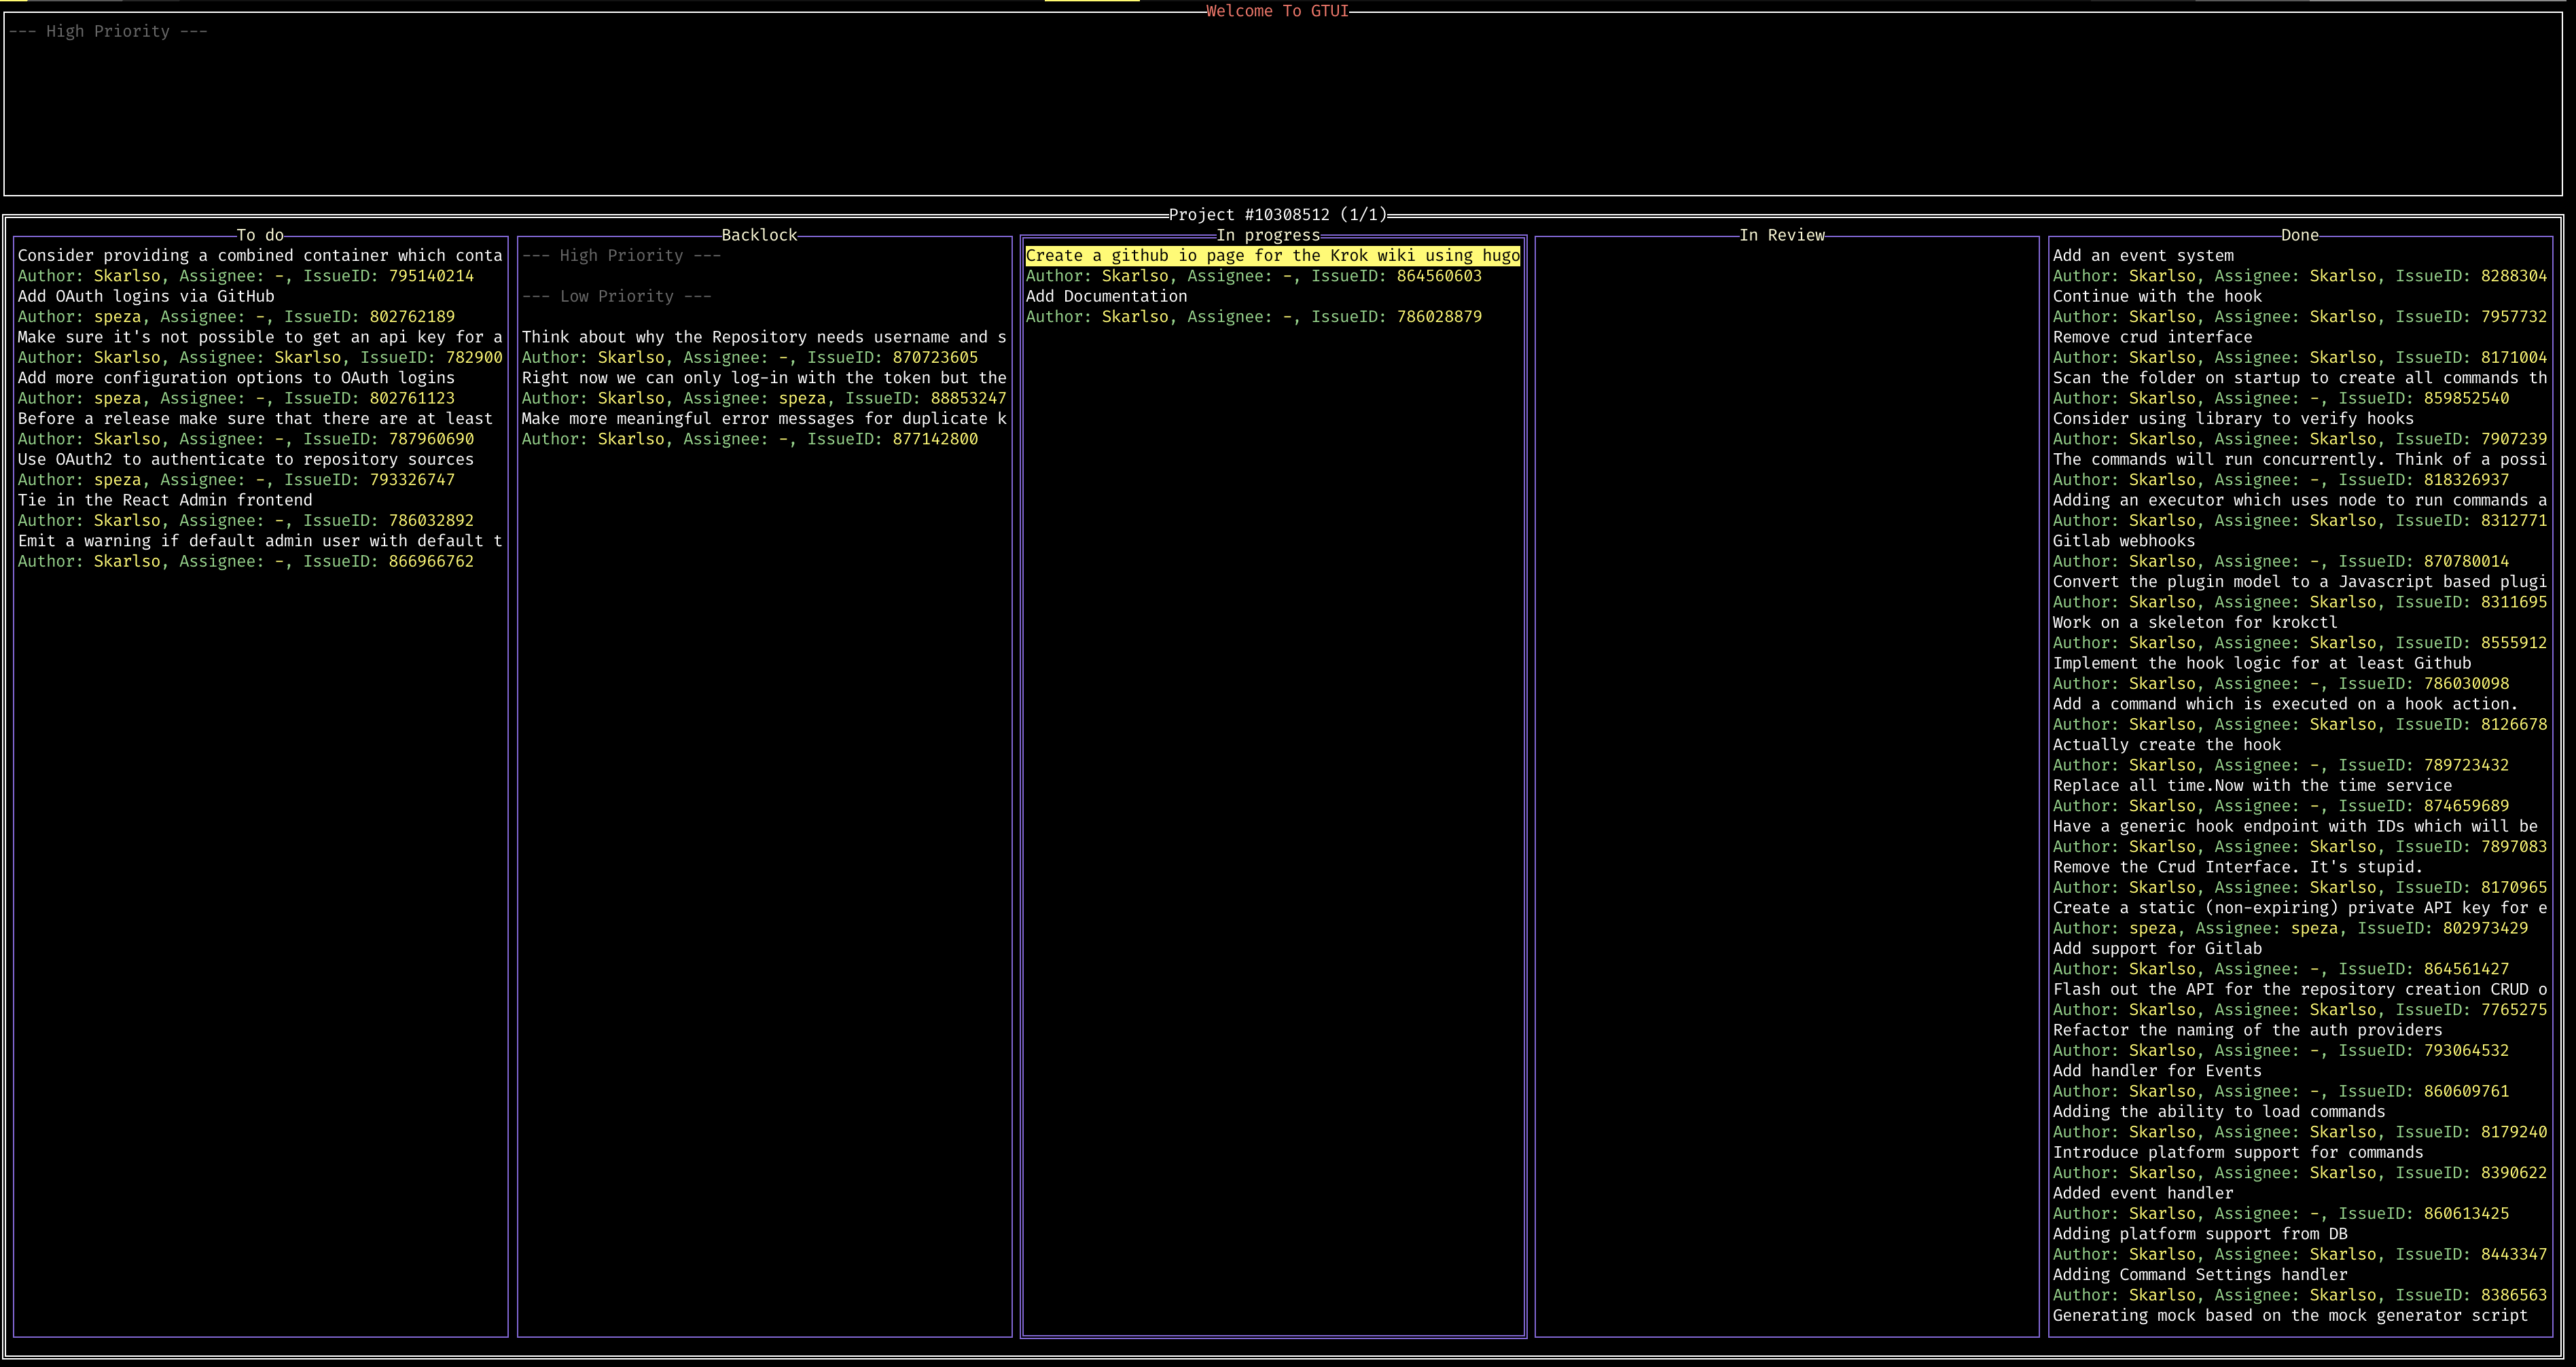 Welcome To GTUI
--- High Priority ---
Project #10308512 (1/1)
To do
Consider providing a combined container which conta
Author: Skarlso, Assignee: -, IssueID: 795140214
Add OAuth logins via GitHub
Author: speza, Assignee: -, IssueID: 802762189
Make sure it's not possible to get an api key for a
Author: Skarlso, Assignee: Skarlso, IssueID: 782900
Add more configuration options to OAuth logins
Author: speza, Assignee: -, IssueID: 802761123
Before a release make sure that there are at least
Author: Skarlso, Assignee: -, IssueID: 787960690
Use OAuth2 to authenticate to repository sources
Author: speza, Assignee: -, IssueID: 793326747
Tie in the React Admin frontend
Author: Skarlso, Assignee: -, IssueID: 786032892
Emit a warning if default admin user with default t
Author: Skarlso, Assignee: -, IssueID: 866966762
Backlock
--- High Priority ---
--- Low Priority ---
Think about why the Repository needs username and s
Author: Skarlso, Assignee: -, IssueID: 870723605
Right now we can only log-in with the token but the
Author: Skarlso, Assignee: speza, IssueID: 88853247
Make more meaningful error messages for duplicate k
Author: Skarlso, Assignee: -, IssueID: 877142800
In progress
Create a github io page for the Krok wiki using hugo
Author: Skarlso, Assignee: -, IssueID: 864560603
Add Documentation
Author: Skarlso, Assignee: -, IssueID: 786028879
In Review
Done
Add an event system
Author: Skarlso, Assignee: Skarlso, IssueID: 8288304
Continue with the hook
Author: Skarlso, Assignee: Skarlso, IssueID: 7957732
Remove crud interface
Author: Skarlso, Assignee: Skarlso, IssueID: 8171004
Scan the folder on startup to create all commands th
Author: Skarlso, Assignee: -, IssueID: 859852540
Consider using library to verify hooks
Author: Skarlso, Assignee: Skarlso, IssueID: 7907239
The commands will run concurrently. Think of a possi
Author: Skarlso, Assignee: -, IssueID: 818326937
Adding an executor which uses node to run commands a
Author: Skarlso, Assignee: Skarlso, IssueID: 8312771
Gitlab webhooks
Author: Skarlso, Assignee: -, IssueID: 870780014
Convert the plugin model to a Javascript based plugi
Author: Skarlso, Assignee: Skarlso, IssueID: 8311695
Work on a skeleton for krokctl
Author: Skarlso, Assignee: Skarlso, IssueID: 8555912
Implement the hook logic for at least Github
Author: Skarlso, Assignee: -, IssueID: 786030098
Add a command which is executed on a hook action.
Author: Skarlso, Assignee: Skarlso, IssueID: 8126678
Actually create the hook
Author: Skarlso, Assignee: -, IssueID: 789723432
Replace all time.Now with the time service
Author: Skarlso, Assignee: -, IssueID: 874659689
Have a generic hook endpoint with IDs which will be
Author: Skarlso, Assignee: Skarlso, IssueID: 7897083
Remove the Crud Interface. It's stupid.
Author: Skarlso, Assignee: Skarlso, IssueID: 8170965
Create a static (non-expiring) private API key for e
Author: speza, Assignee: speza, IssueID: 802973429
Add support for Gitlab
Author: Skarlso, Assignee: -, IssueID: 864561427
Flash out the API for the repository creation CRUD o
Author: Skarlso, Assignee: Skarlso, IssueID: 7765275
Refactor the naming of the auth providers
Author: Skarlso, Assignee: -, IssueID: 793064532
Add handler for Events
Author: Skarlso, Assignee: -, IssueID: 860609761
Adding the ability to load commands
Author: Skarlso, Assignee: Skarlso, IssueID: 8179240
Introduce platform support for commands
Author: Skarlso, Assignee: Skarlso, IssueID: 8390622
Added event handler
Author: Skarlso, Assignee: -, IssueID: 860613425
Adding platform support from DB
Author: Skarlso, Assignee: Skarlso, IssueID: 8443347
Adding Command Settings handler
Author: Skarlso, Assignee: Skarlso, IssueID: 8386563
Generating mock based on the mock generator script